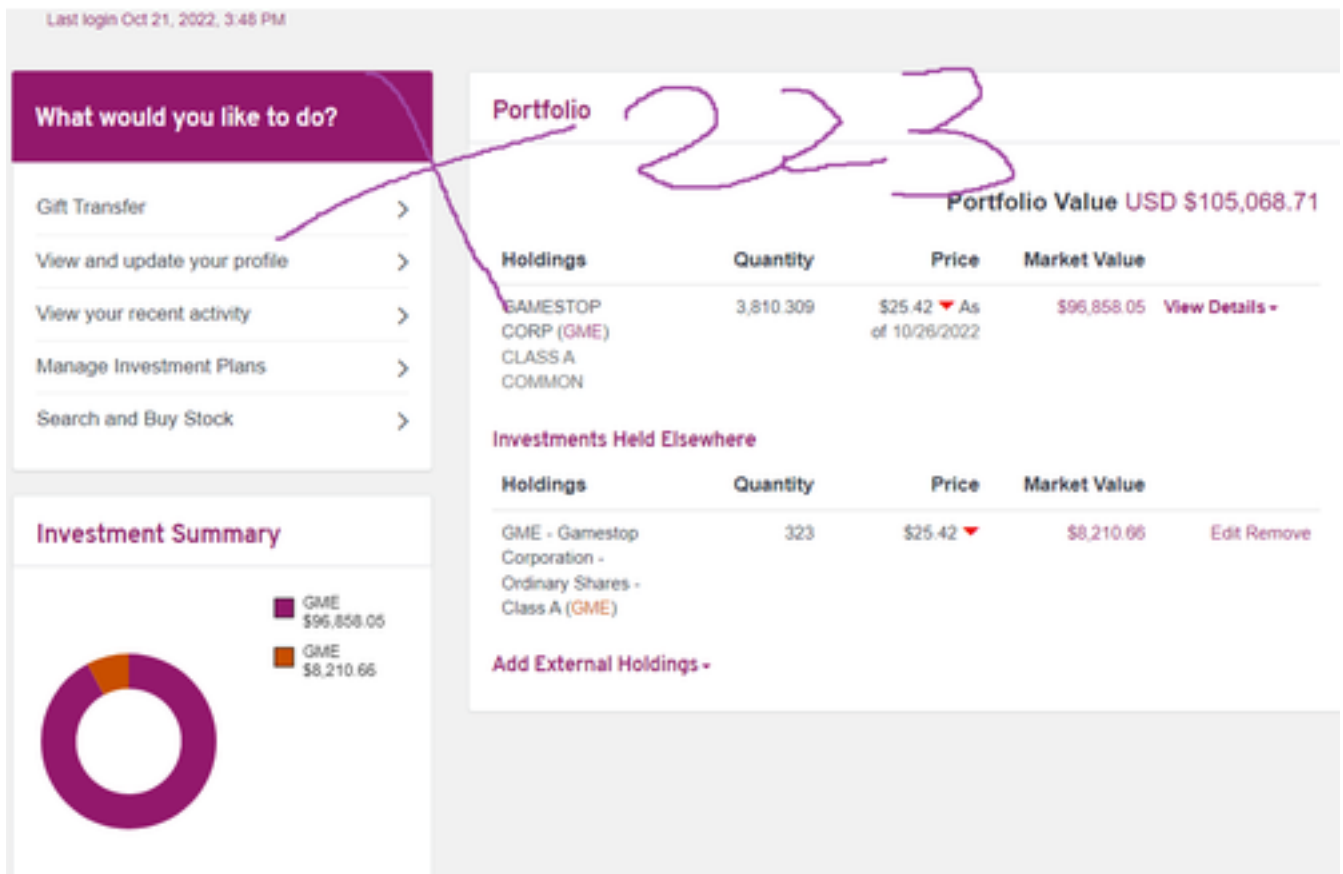 Last login Oct 21, 2022, 3:48 PM
What would you like to do?
Gift Transfer
View and update your profile
View your recent activity
Manage Investment Plans
Search and Buy Stock
Investment Summary
GME
$96,858.05
GME
$8,210.66
Portfolio
X 223
Portfolio Value USD $105,068.71
Holdings Quantity Price Market Value
GAMESTOP 3,810.309 $25.42 As $96,858.05 View Details
CORP (GME) of 10/26/2022
CLASS A
COMMON
Investments Held Elsewhere
Holdings Quantity Price Market Value
GME - Gamestop 323 $25.42 $8,210.66 Edit Remove
Corporation -
Ordinary Shares -
Class A (GME)
Add External Holdings